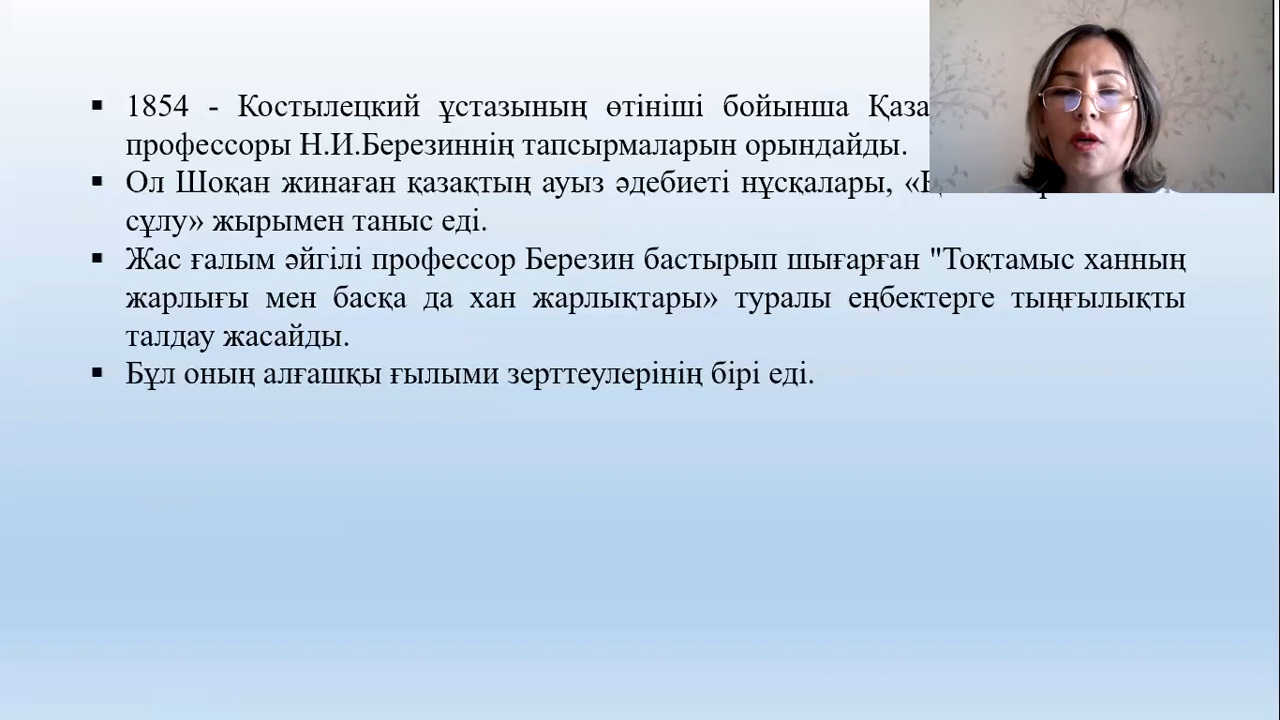 1854 - Костылецкий ұстазының өтініші бойынша
профессоры Н.И.Березиннің тапсырмаларын орындайды.
Ол Шоқан жинаған қазақтың ауыз әдебиеті нұсқалары,
сұлу» жырымен таныс еді.
Жас ғалым әйгілі профессор Березин бастырып шығарған "Тоқтамыс ханның
жарлығы мен басқа да хан жарлықтары» туралы еңбектерге тыңғылықты
талдау жасайды.
Бұл оның алғашқы ғылыми зерттеулерінің бірі еді.